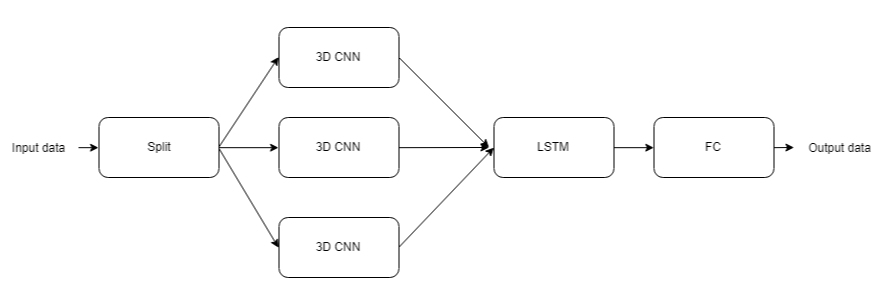 3D CNN
Input data
Split
3D CNN
LSTM
FC
Output data
3D CNN